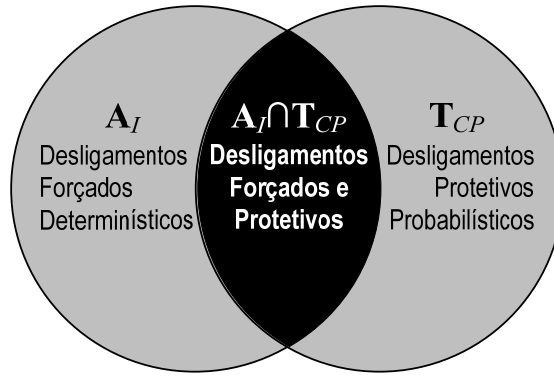 A_I
Desligamentos
Forçados
Determinísticos
A_I∩T_CP
Desligamentos
Forçados e
Protetivos
T_CP
Desligamentos
Protetivos
Probabilísticos